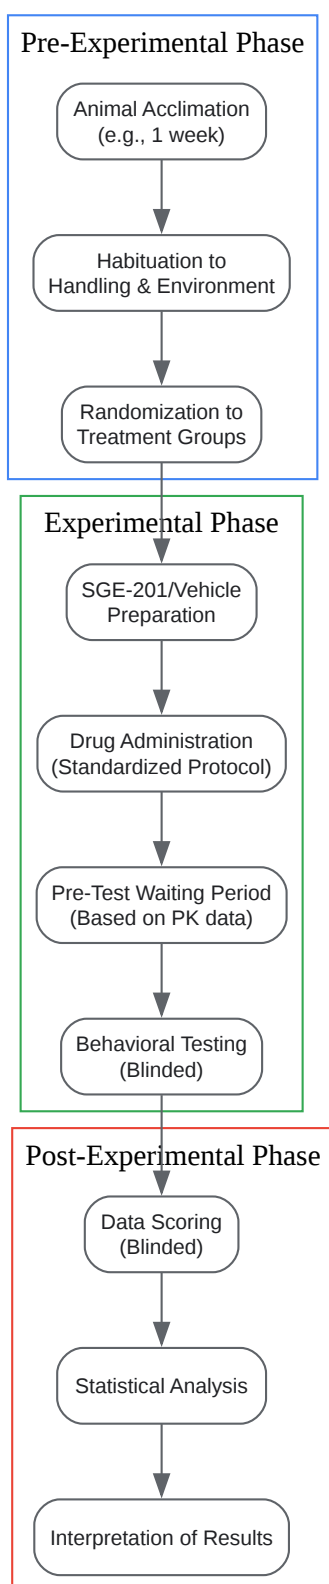 Pre-Experimental Phase
Animal Acclimation
(e.g., 1 week)
Habituation to
Handling & Environment
Randomization to
Treatment Groups
Experimental Phase
SGE-201/Vehicle
Preparation
Drug Administration
(Standardized Protocol)
Pre-Test Waiting Period
(Based on PK data)
Behavioral Testing
(Blinded)
Post-Experimental Phase
Data Scoring
(Blinded)
Statistical Analysis
Interpretation of Results